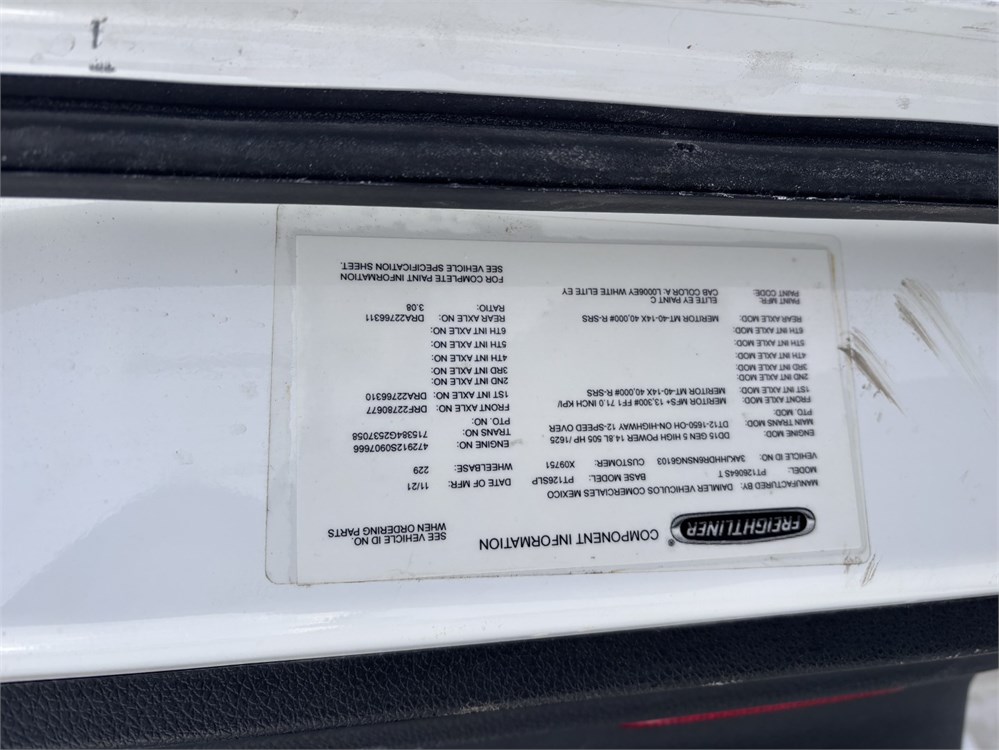 FREIGHTLINER® COMPONENT INFORMATION
SEE VEHICLE ID NO.
WHEN ORDERING PARTS
MANUFACTURED BY: DAIMLER VEHICULOS COMERCIALES MEXICO
MODEL: PT126064S T BASE MODEL: PT126SLP DATE OF MFR: 11/21
VEHICLE ID NO: 3AKJHHDR6NSNG6103 CUSTOMER: X09751 WHEELBASE: 229
ENGINE MOD: DD15 GEN 5 HIGH POWER 14.8L 505 HP /1625 ENGINE NO: 472912S0907666
MAIN TRANS MOD: DT12-1650-OH-ONHIGHWAY 12-SPEED OVER TRANS NO: 715384G2537058
PTO. MOD: PTO. NO:
FRONT AXLE MOD: MERITOR MFS+ 13,300# FF1 71.0 INCH KPI/ FRONT AXLE NO: DRF22780677
1ST INT AXLE MOD: MERITOR MT-40-14X 40,000# R-SRS 1ST INT AXLE NO: DRA22766310
2ND INT AXLE MOD: 2ND INT AXLE NO:
3RD INT AXLE MOD: 3RD INT AXLE NO:
4TH INT AXLE MOD: 4TH INT AXLE NO:
5TH INT AXLE MOD: 5TH INT AXLE NO:
6TH INT AXLE MOD: 6TH INT AXLE NO:
REAR AXLE MOD: MERITOR MT-40-14X 40,000# R-SRS REAR AXLE NO: DRA22766311
RATIO: 3.08
PAINT MFR: ELITE EY PAINT C
PAINT CODE: CAB COLOR:A: L0006EY WHITE ELITE EY
FOR COMPLETE PAINT INFORMATION
SEE VEHICLE SPECIFICATION SHEET.